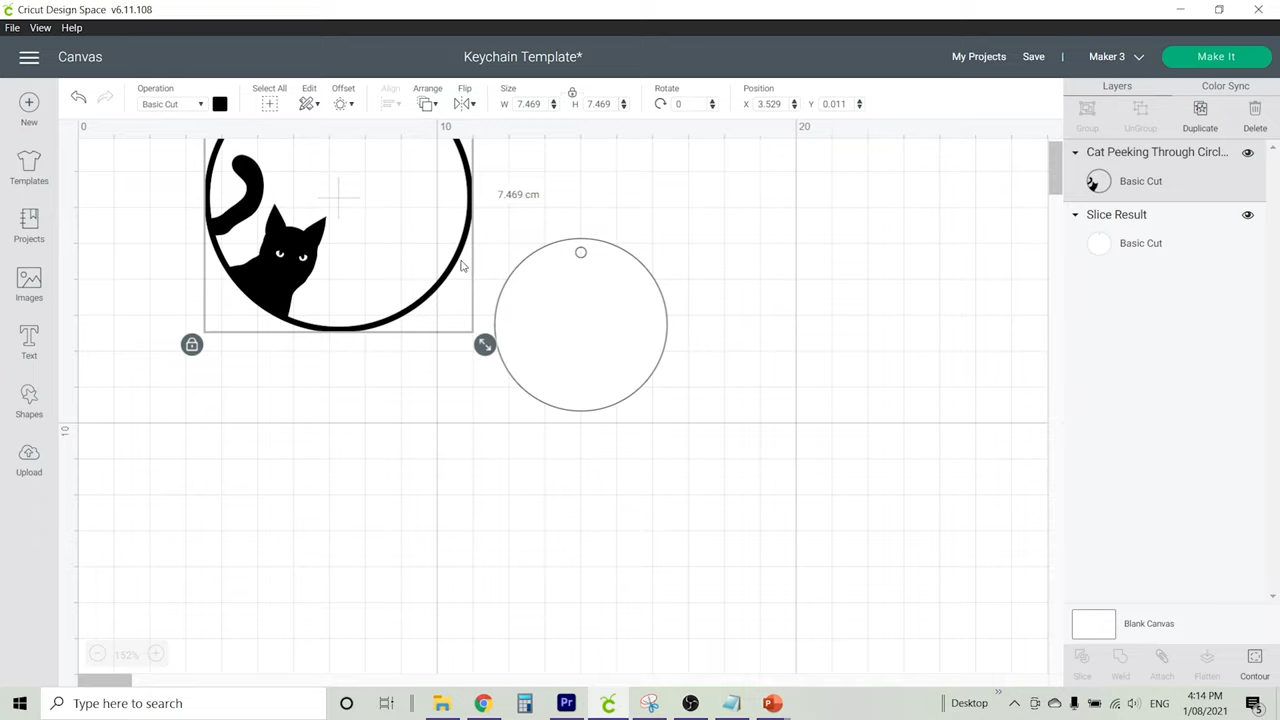 Cricut Design Space v6.11.108
File View Help
Canvas
Keychain Template*
My Projects Save | Maker 3 Make It
Operation Select All Edit Offset Align Arrange Flip Size Rotate Position
Basic Cut W 7.469 H 7.469 0 X 3.529 Y 0.011
Layers Color Sync
Group UnGroup Duplicate Delete
New
Templates
Projects
Images
Text
Shapes
Upload
0 10 20
10
7.469 cm
152%
Cat Peeking Through Circl...
Basic Cut
Slice Result
Basic Cut
Blank Canvas
Slice Weld Attach Flatten Contour
Type here to search
Pr
Desktop
ENG
4:14 PM
1/08/2021
5